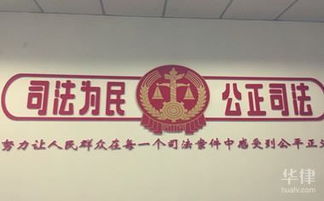 司法为民 公正司法
努力让人民群众在每一个司法案件中感受到公平正义
华律
hualv.com